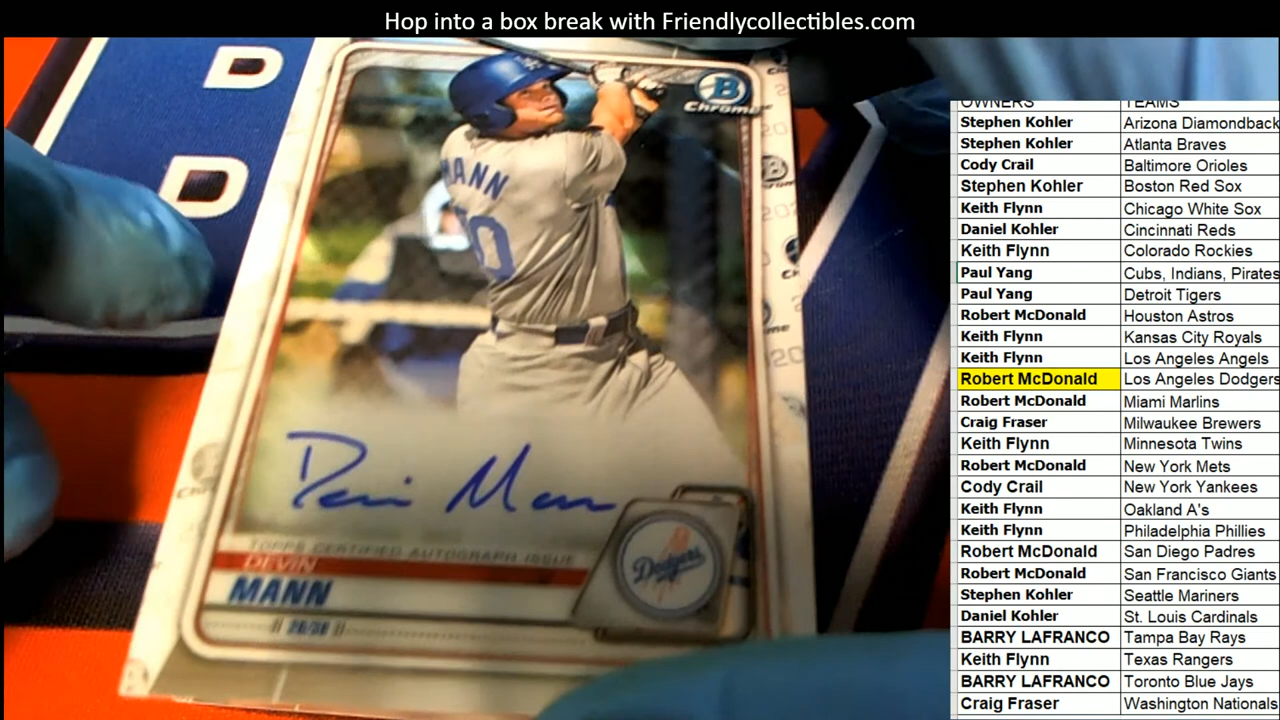 Hop into a box break with Friendlycollectibles.com
D
D
B
Chrome
MANN
Devin Mann
TOPPS CERTIFIED AUTOGRAPH ISSUE
DEVIN
MANN
Dodgers
OWNERS TEAMS
Stephen Kohler Arizona Diamondback
Stephen Kohler Atlanta Braves
Cody Crail Baltimore Orioles
Stephen Kohler Boston Red Sox
Keith Flynn Chicago White Sox
Daniel Kohler Cincinnati Reds
Keith Flynn Colorado Rockies
Paul Yang Cubs, Indians, Pirates
Paul Yang Detroit Tigers
Robert McDonald Houston Astros
Keith Flynn Kansas City Royals
Keith Flynn Los Angeles Angels
Robert McDonald Los Angeles Dodgers
Robert McDonald Miami Marlins
Craig Fraser Milwaukee Brewers
Keith Flynn Minnesota Twins
Robert McDonald New York Mets
Cody Crail New York Yankees
Keith Flynn Oakland A's
Keith Flynn Philadelphia Phillies
Robert McDonald San Diego Padres
Robert McDonald San Francisco Giants
Stephen Kohler Seattle Mariners
Daniel Kohler St. Louis Cardinals
BARRY LAFRANCO Tampa Bay Rays
Keith Flynn Texas Rangers
BARRY LAFRANCO Toronto Blue Jays
Craig Fraser Washington Nationals